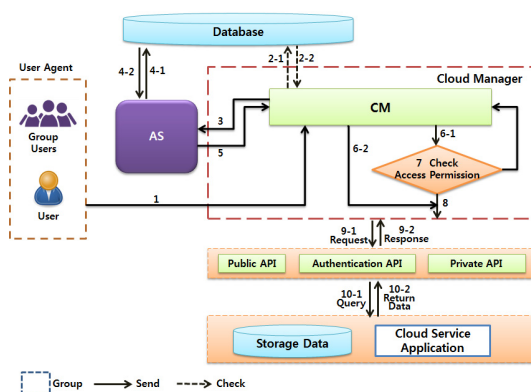 Database
2-1
2-2
4-2
4-1
User Agent
Cloud Manager
Group
Users
AS
3
5
CM
6-2
6-1
7 Check
Access Permission
User
1
8
9-1
Request
9-2
Response
Public API
Authentication API
Private API
10-1
Query
10-2
Return
Data
Storage Data
Cloud Service
Application
Group
Send
Check